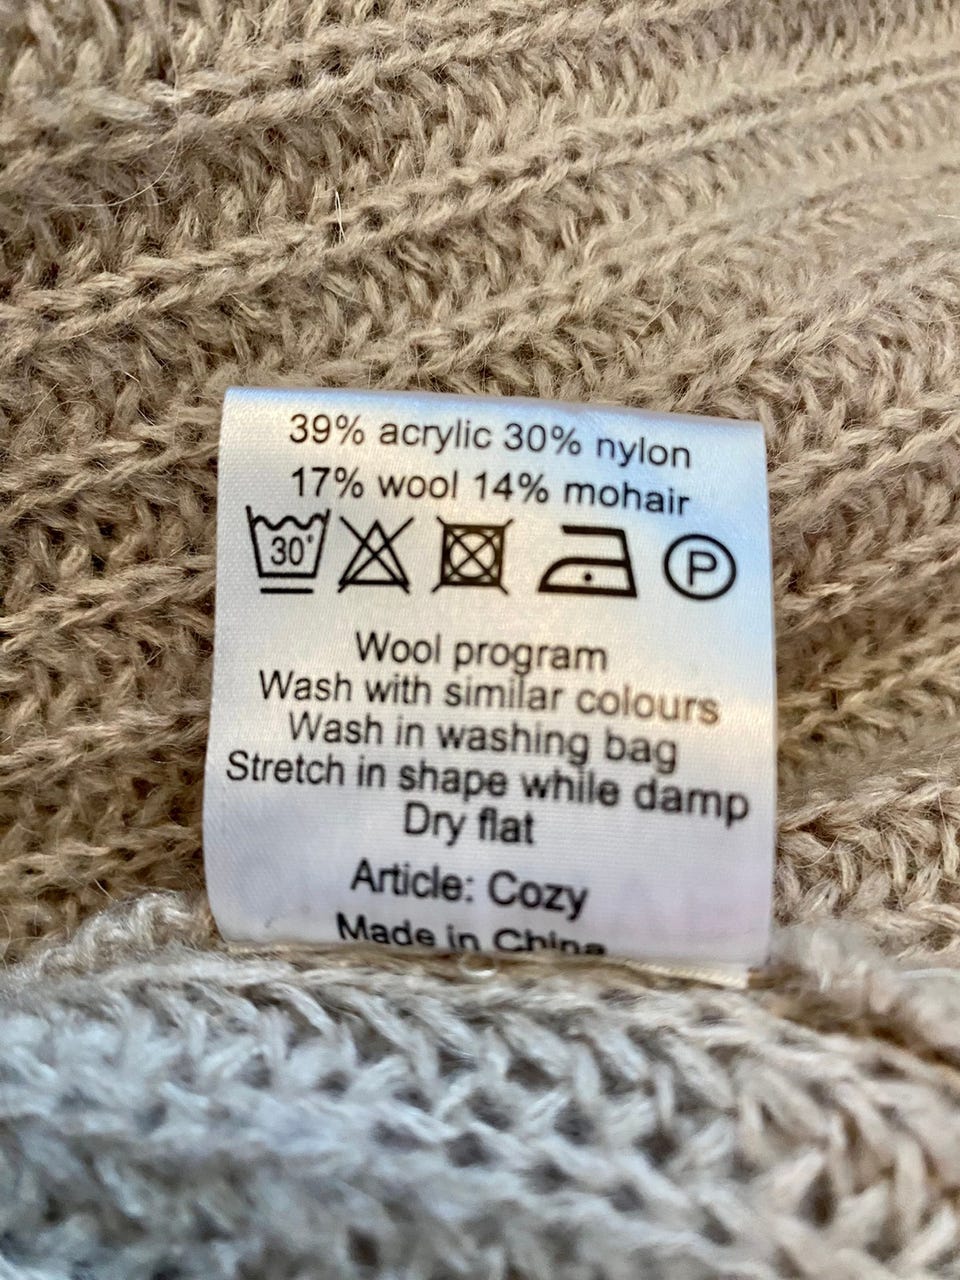 39% acrylic 30% nylon
17% wool 14% mohair
30° P
Wool program
Wash with similar colours
Wash in washing bag
Stretch in shape while damp
Dry flat
Article: Cozy
Made in China